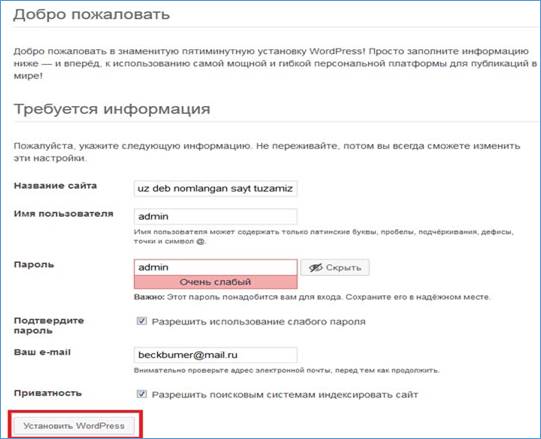 Добро пожаловать
Добро пожаловать в знаменитую пятиминутную установку WordPress! Просто заполните информацию
ниже — и вперёд, к использованию самой мощной и гибкой персональной платформы для публикаций в
мире!
Требуется информация
Пожалуйста, укажите следующую информацию. Не переживайте, потом вы всегда сможете изменить
эти настройки.
Название сайта uz deb nomlangan sayt tuzamiz
Имя пользователя admin
Имя пользователя может содержать только латинские буквы, пробелы, подчёркивания, дефисы,
точки и символ @.
Пароль admin Скрыть
Очень слабый
Важно: Этот пароль понадобится вам для входа. Сохраните его в надёжном месте.
Подтвердите Разрешить использование слабого пароля
пароль
Ваш e-mail beckbumer@mail.ru
Внимательно проверьте адрес электронной почты, перед тем как продолжить.
Приватность Разрешить поисковым системам индексировать сайт
Установить WordPress